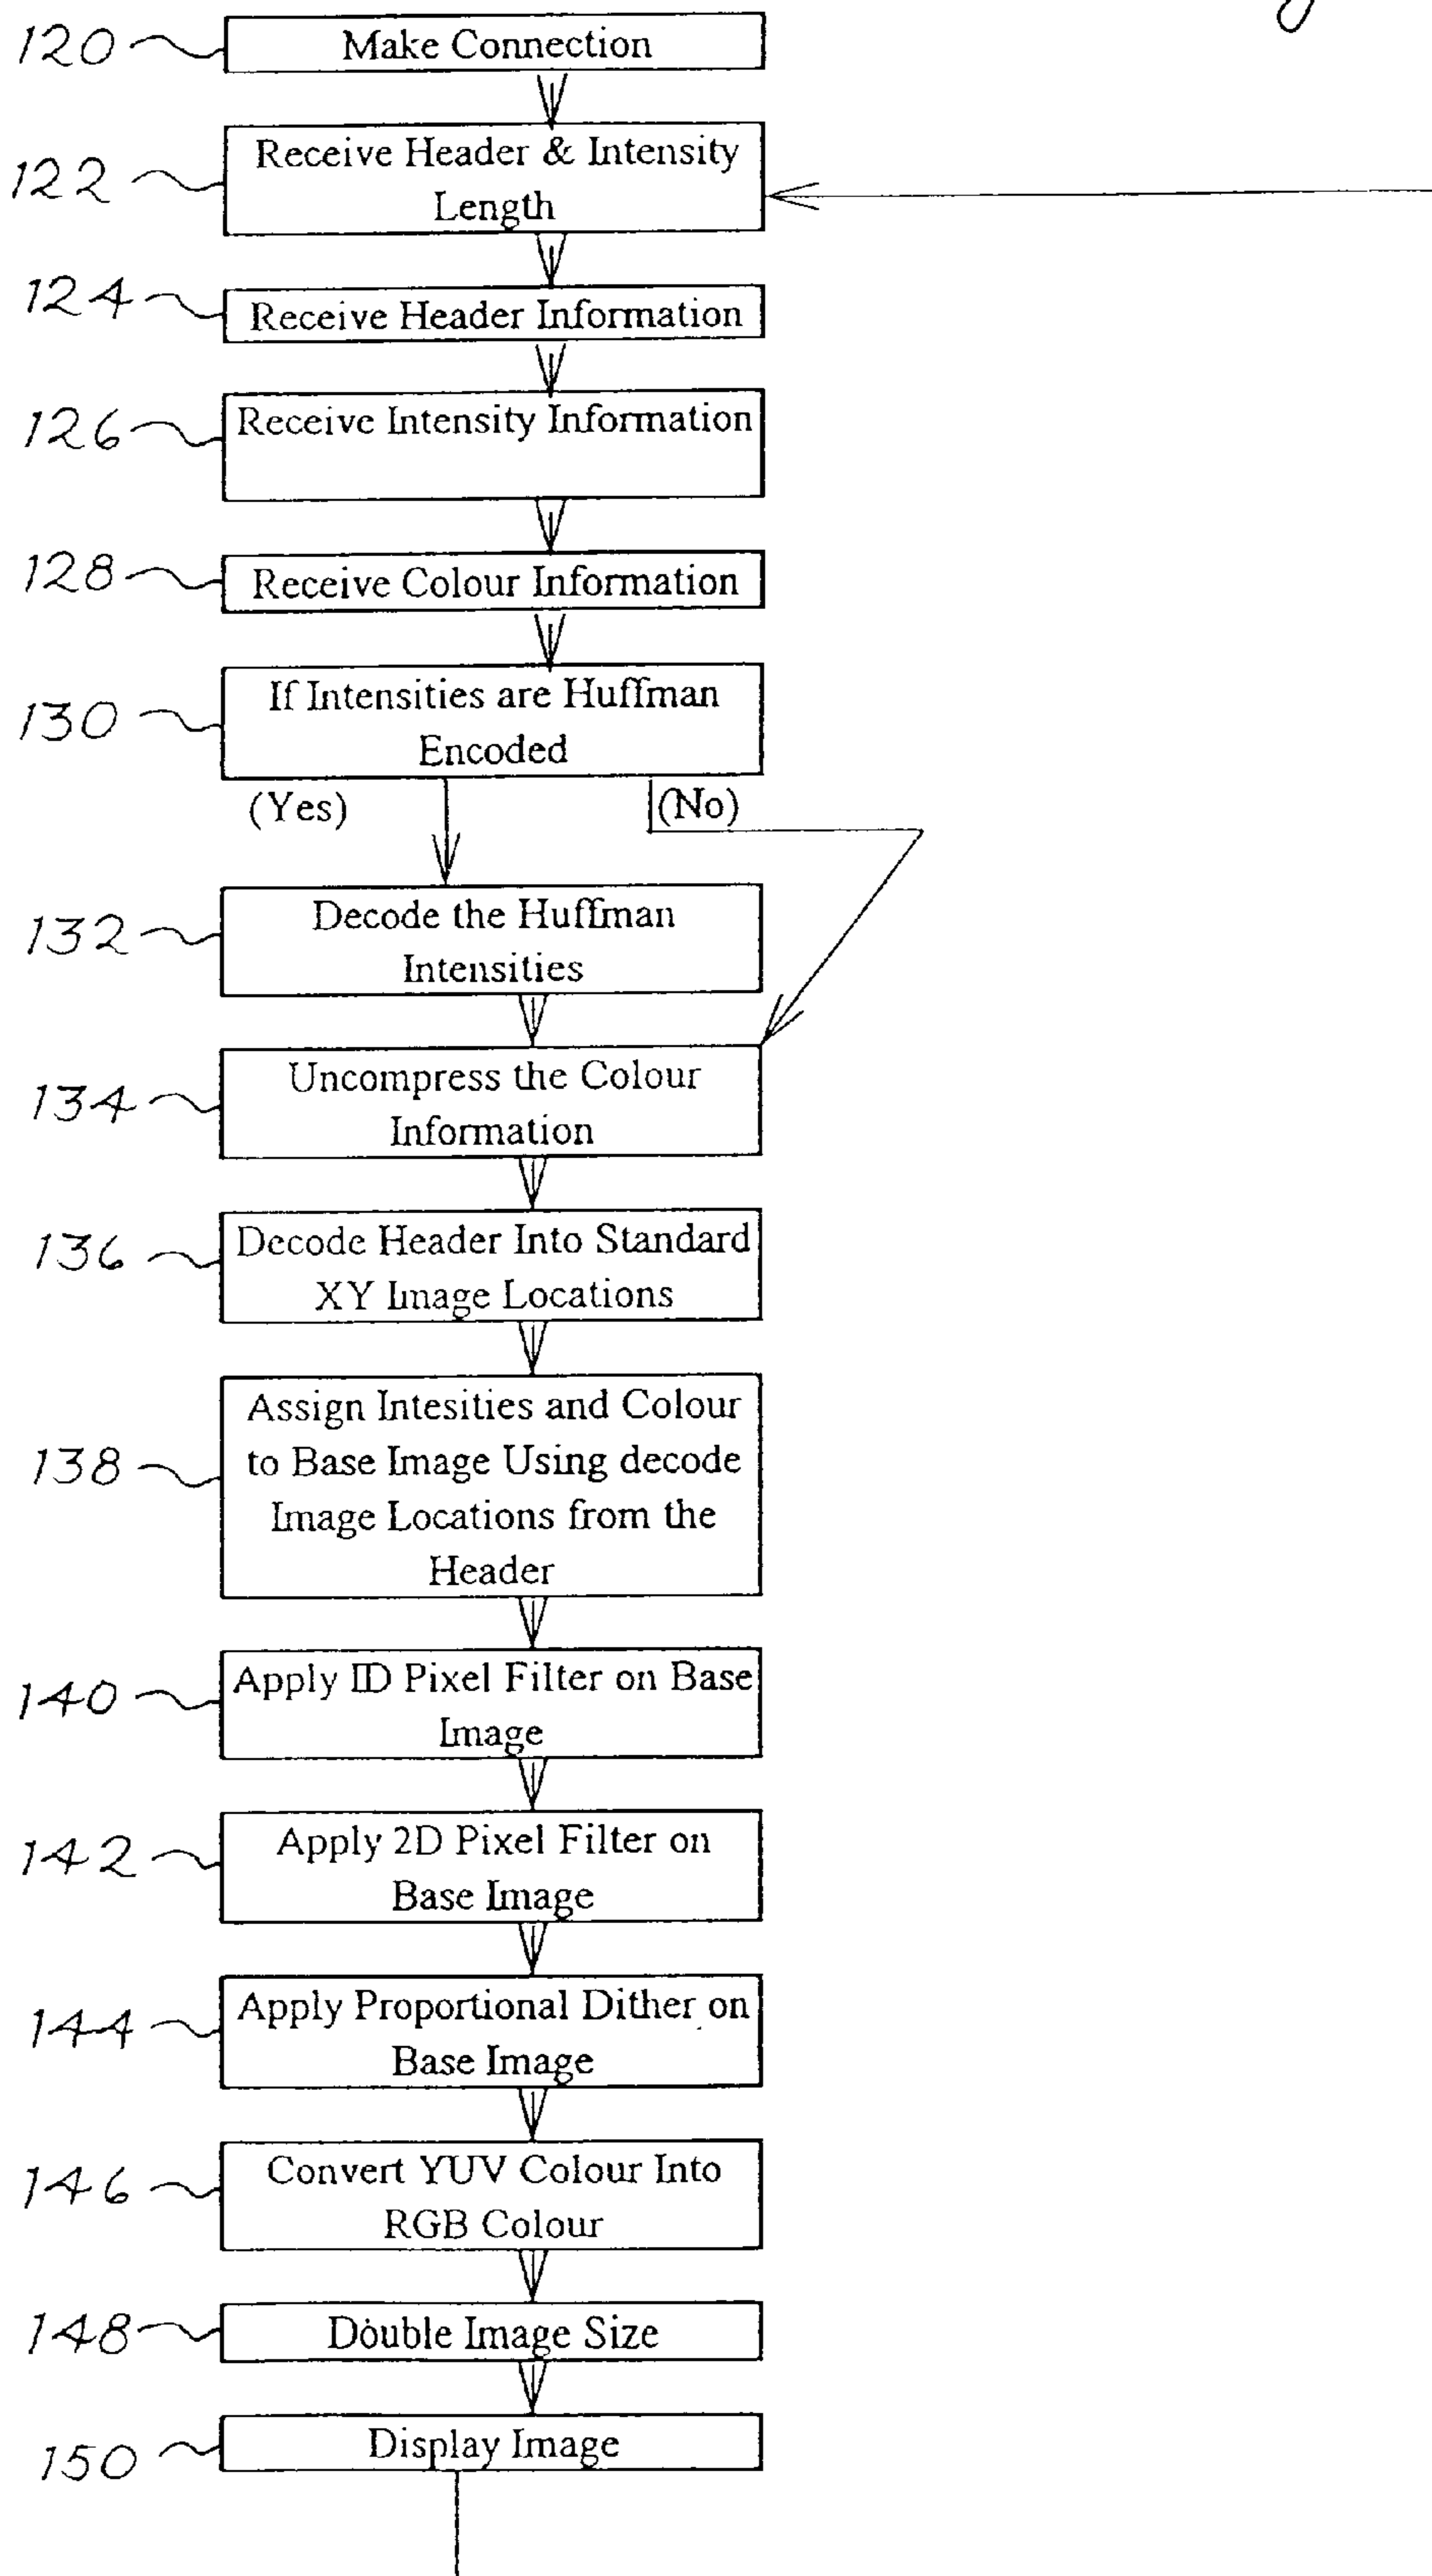 120
Make Connection
122
Receive Header & Intensity
Length
124
Receive Header Information
126
Receive Intensity Information
128
Receive Colour Information
130
If Intensities are Huffman
Encoded
(Yes)
(No)
132
Decode the Huffman
Intensities
134
Uncompress the Colour
Information
136
Decode Header Into Standard
XY Image Locations
138
Assign Intesities and Colour
to Base Image Using decode
Image Locations from the
Header
140
Apply 1D Pixel Filter on Base
Image
142
Apply 2D Pixel Filter on
Base Image
144
Apply Proportional Dither on
Base Image
146
Convert YUV Colour Into
RGB Colour
148
Double Image Size
150
Display Image